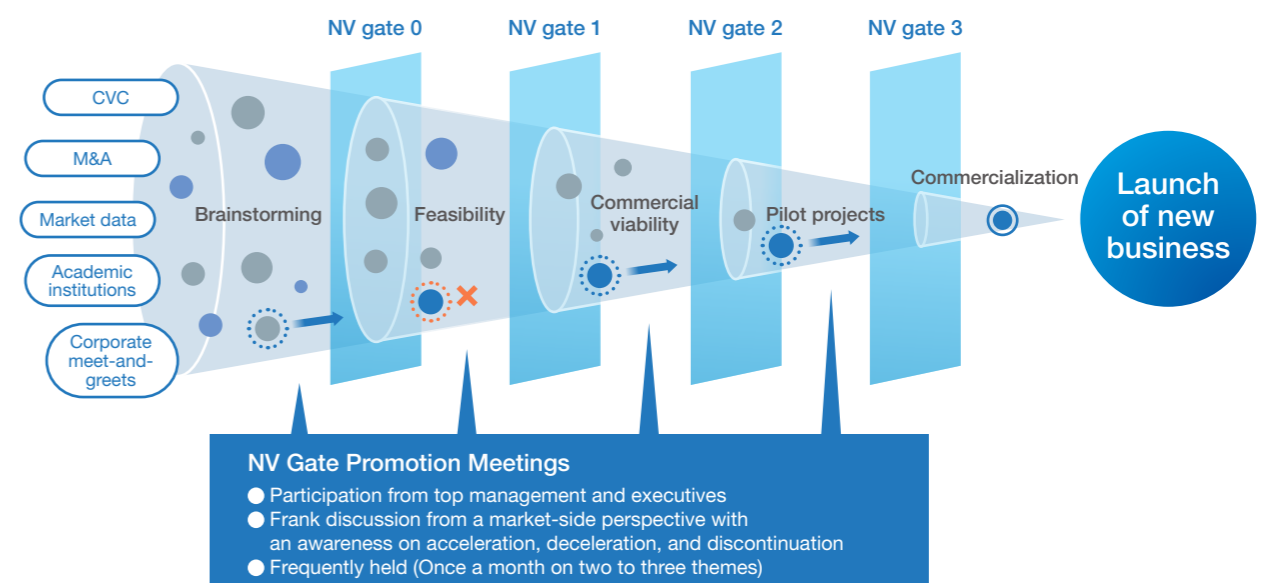 NV gate 0
NV gate 1
NV gate 2
NV gate 3
CVC
M&A
Market data
Academic
institutions
Corporate
meet-and-
greets
Brainstorming
Feasibility
Commercial
viability
Pilot projects
Commercialization
Launch
of new
business
NV Gate Promotion Meetings
Participation from top management and executives
Frank discussion from a market-side perspective with
an awareness on acceleration, deceleration, and discontinuation
Frequently held (Once a month on two to three themes)